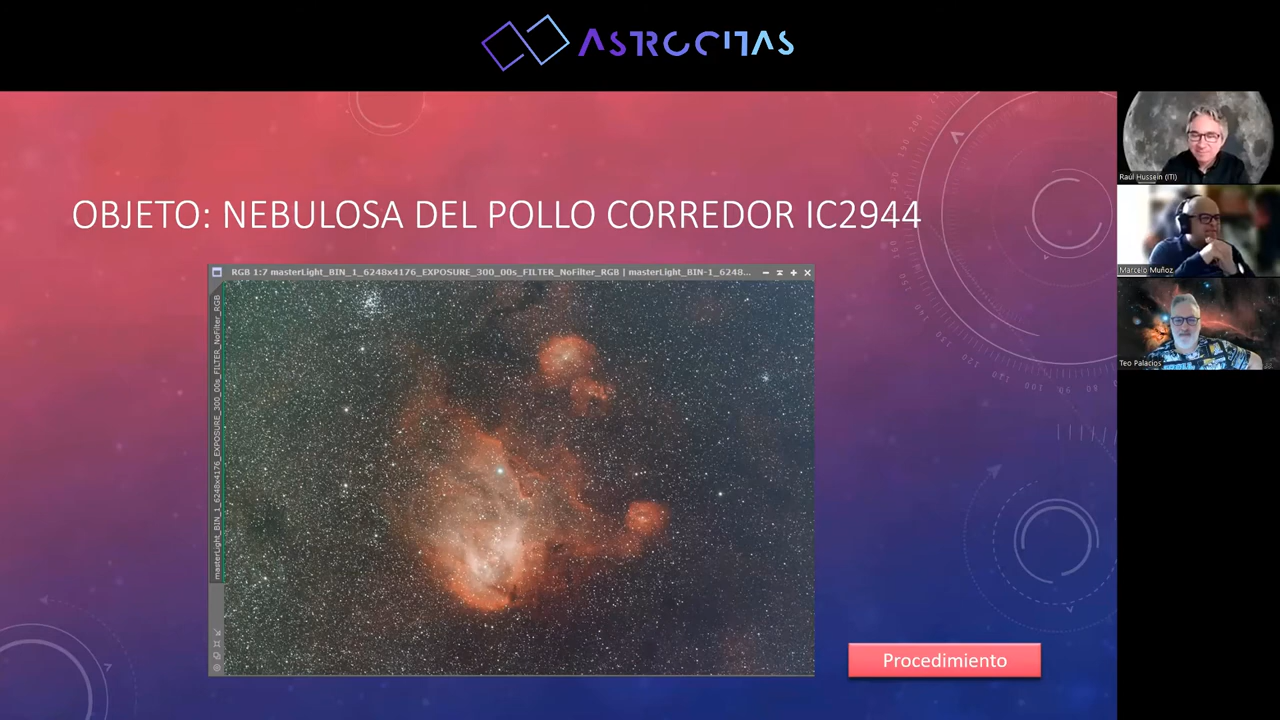 ASTROCITAS
OBJETO: NEBULOSA DEL POLLO CORREDOR IC2944
RGB 1:7 masterLight_BIN_1_6248x4176_EXPOSURE_300_00s_FILTER_NoFilter_RGB | masterLight_BIN-1_6248...
masterLight_BIN_1_6248x4176_EXPOSURE_300_00s_FILTER_NoFilter_RGB
Procedimiento
Raúl Hussein (ITI)
Marcelo Muñoz
Teo Palacios